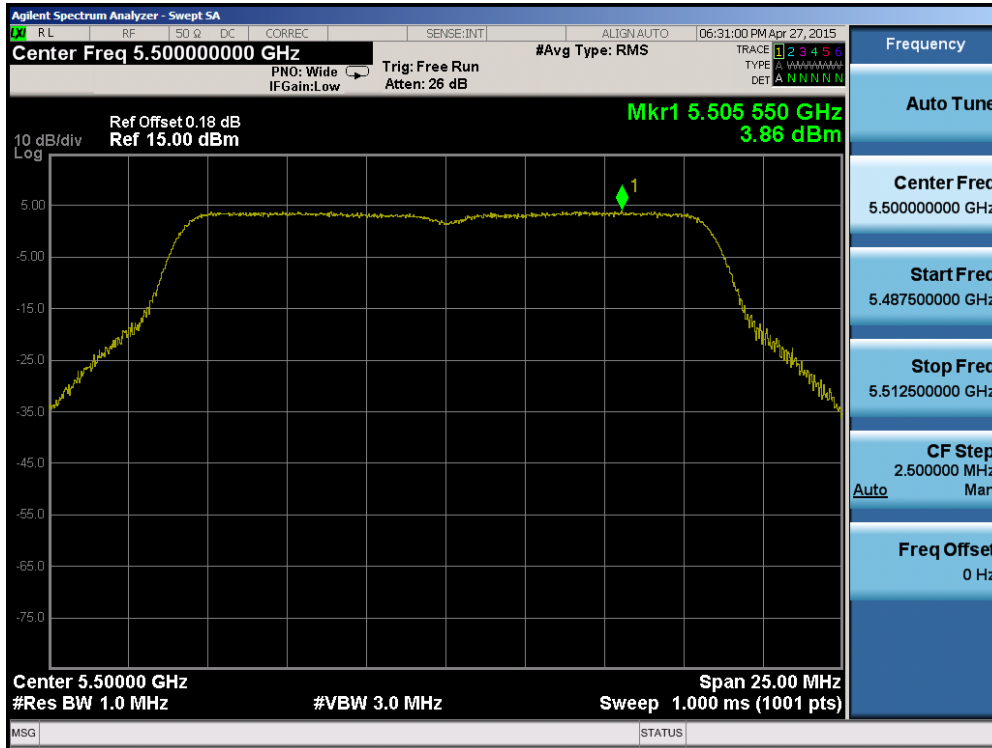 Agilent Spectrum Analyzer - Swept SA
LXI RL RF 50 Ω DC CORREC SENSE:INT ALIGN AUTO 06:31:00 PM Apr 27, 2015
Center Freq 5.500000000 GHz
#Avg Type: RMS
TRACE 1 2 3 4 5 6
PNO: Wide
Trig: Free Run
TYPE A
IFGain:Low
Atten: 26 dB
DET A N N N N N
Frequency
Auto Tune
Mkr1 5.505 550 GHz
3.86 dBm
Ref Offset 0.18 dB
10 dB/div Ref 15.00 dBm
Log
1
5.00
-5.00
-15.0
-25.0
-35.0
-45.0
-55.0
-65.0
-75.0
Center Freq
5.500000000 GHz
Start Freq
5.487500000 GHz
Stop Freq
5.512500000 GHz
CF Step
2.500000 MHz
Auto Man
Freq Offset
0 Hz
Center 5.50000 GHz Span 25.00 MHz
#Res BW 1.0 MHz #VBW 3.0 MHz Sweep 1.000 ms (1001 pts)
MSG STATUS